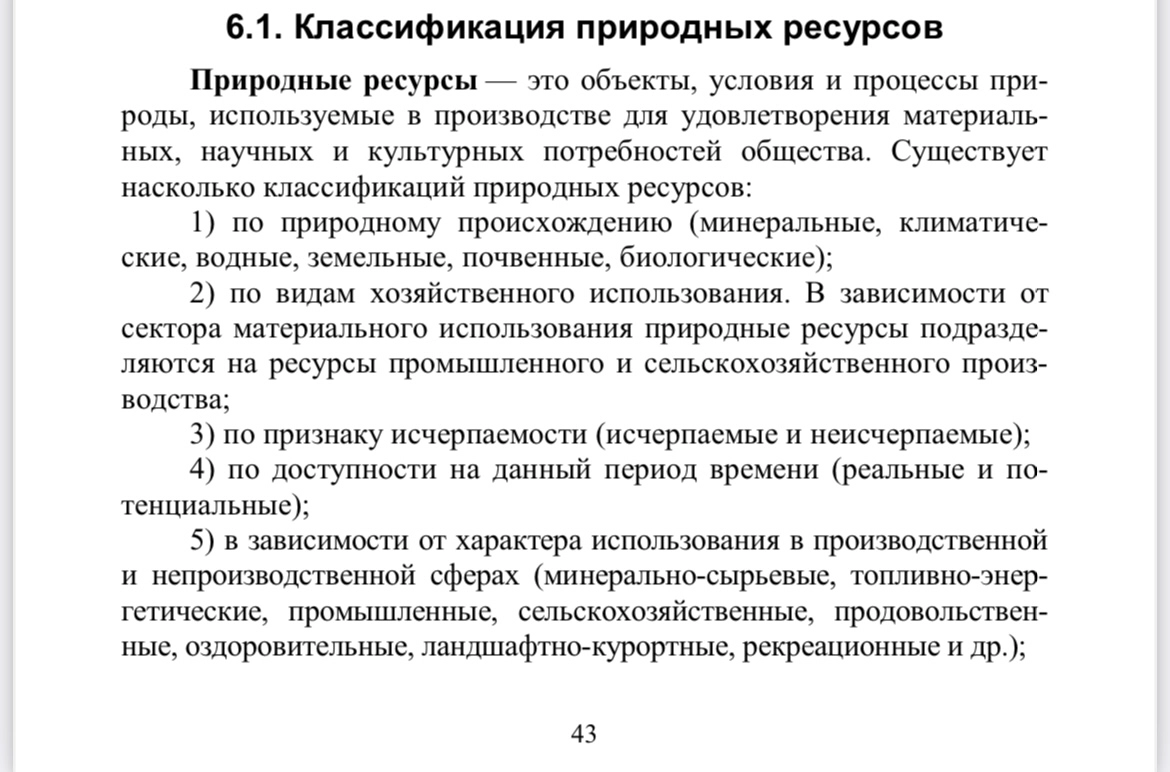 6.1. Классификация природных ресурсов
Природные ресурсы — это объекты, условия и процессы при-
роды, используемые в производстве для удовлетворения материаль-
ных, научных и культурных потребностей общества. Существует
насколько классификаций природных ресурсов:
1) по природному происхождению (минеральные, климатиче-
ские, водные, земельные, почвенные, биологические);
2) по видам хозяйственного использования. В зависимости от
сектора материального использования природные ресурсы подразде-
ляются на ресурсы промышленного и сельскохозяйственного произ-
водства;
3) по признаку исчерпаемости (исчерпаемые и неисчерпаемые);
4) по доступности на данный период времени (реальные и по-
тенциальные);
5) в зависимости от характера использования в производственной
и непроизводственной сферах (минерально-сырьевые, топливно-энер-
гетические, промышленные, сельскохозяйственные, продовольствен-
ные, оздоровительные, ландшафтно-курортные, рекреационные и др.);
43